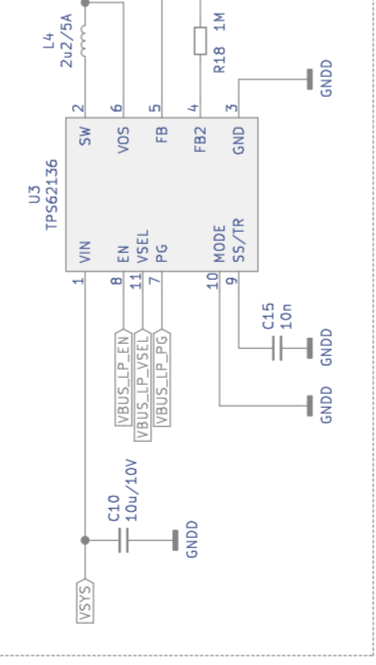 L4
2u2/5A
R18 1M
2
6
5
4
3
GNDD
SW
VOS
FB
FB2
GND
U3
TPS62136
VIN
EN
VSEL
PG
MODE
SS/TR
1
8
11
7
10
9
VBUS_LP_EN
VBUS_LP_VSEL
VBUS_LP_PG
C15
10n
GNDD
GNDD
C10
10u/10V
GNDD
VSYS